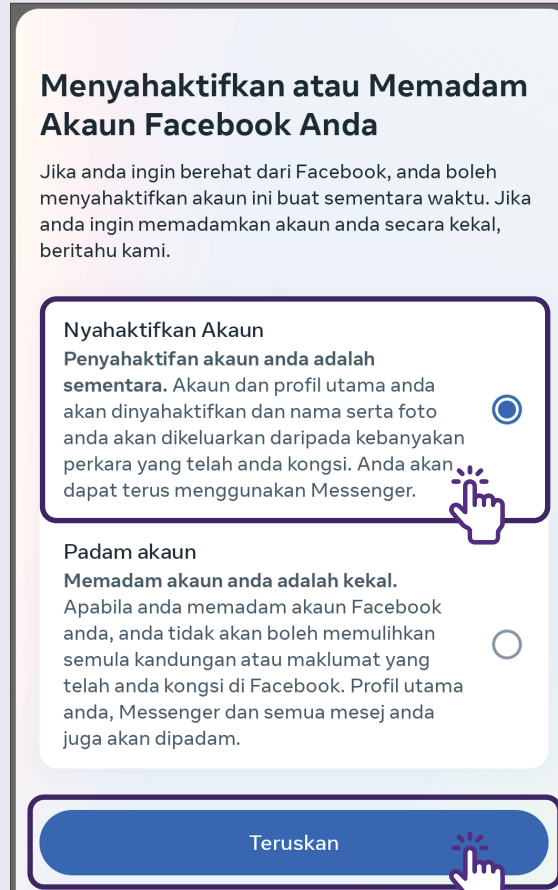 Menyahaktifkan atau Memadam
Akaun Facebook Anda
Jika anda ingin berehat dari Facebook, anda boleh
menyahaktifkan akaun ini buat sementara waktu. Jika
anda ingin memadamkan akaun anda secara kekal,
beritahu kami.
Nyahaktifkan Akaun
Penyahaktifan akaun anda adalah
sementara. Akaun dan profil utama anda
akan dinyahaktifkan dan nama serta foto
anda akan dikeluarkan daripada kebanyakan
perkara yang telah anda kongsi. Anda akan
dapat terus menggunakan Messenger.
Padam akaun
Memadam akaun anda adalah kekal.
Apabila anda memadam akaun Facebook
anda, anda tidak akan boleh memulihkan
semula kandungan atau maklumat yang
telah anda kongsi di Facebook. Profil utama
anda, Messenger dan semua mesej anda
juga akan dipadam.
Teruskan